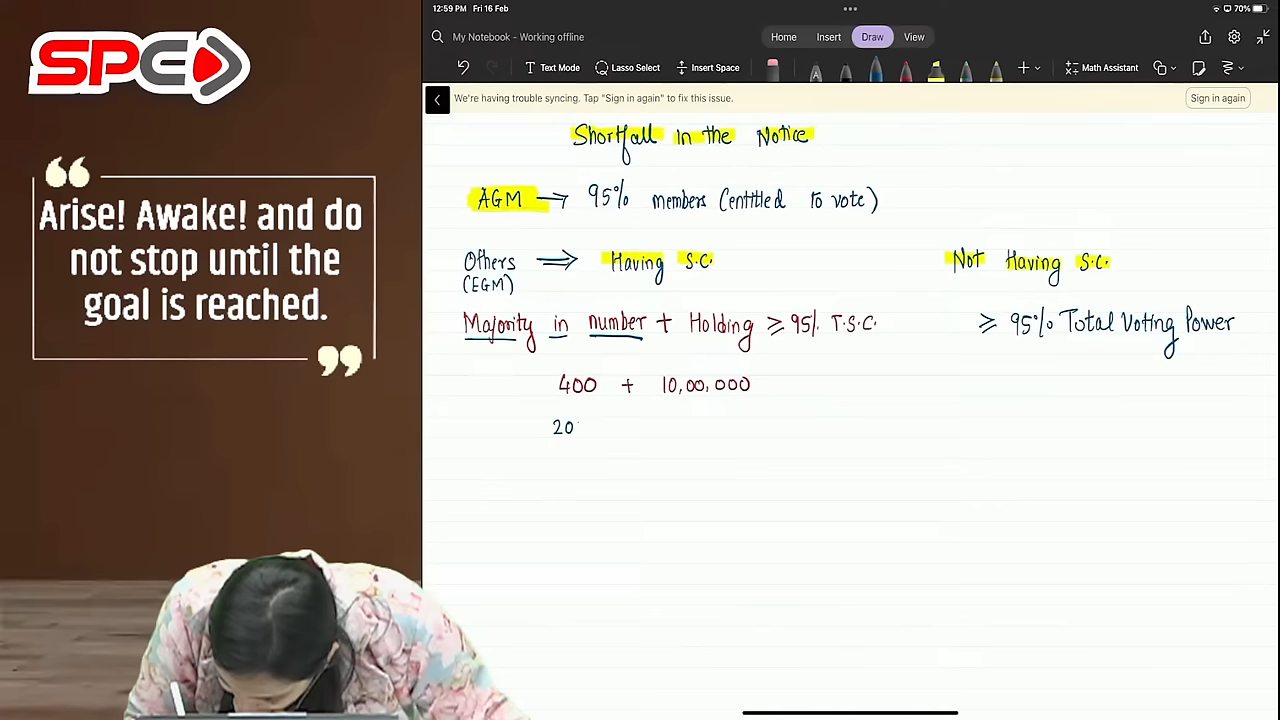 12:59 PM Fri 16 Feb
70%
My Notebook - Working offline
Home Insert Draw View
Text Mode Lasso Select Insert Space Math Assistant
We're having trouble syncing. Tap "Sign in again" to fix this issue. Sign in again
SPC
“
Arise! Awake! and do
not stop until the
goal is reached.
”
Shortfall in the Notice
AGM → 95% members (entitled to vote)
Others ⇒ Having S.C. Not Having S.C.
(EGM)
Majority in number + Holding ≥ 95% T.S.C. ≥ 95% Total Voting Power
400 + 10,00,000
20